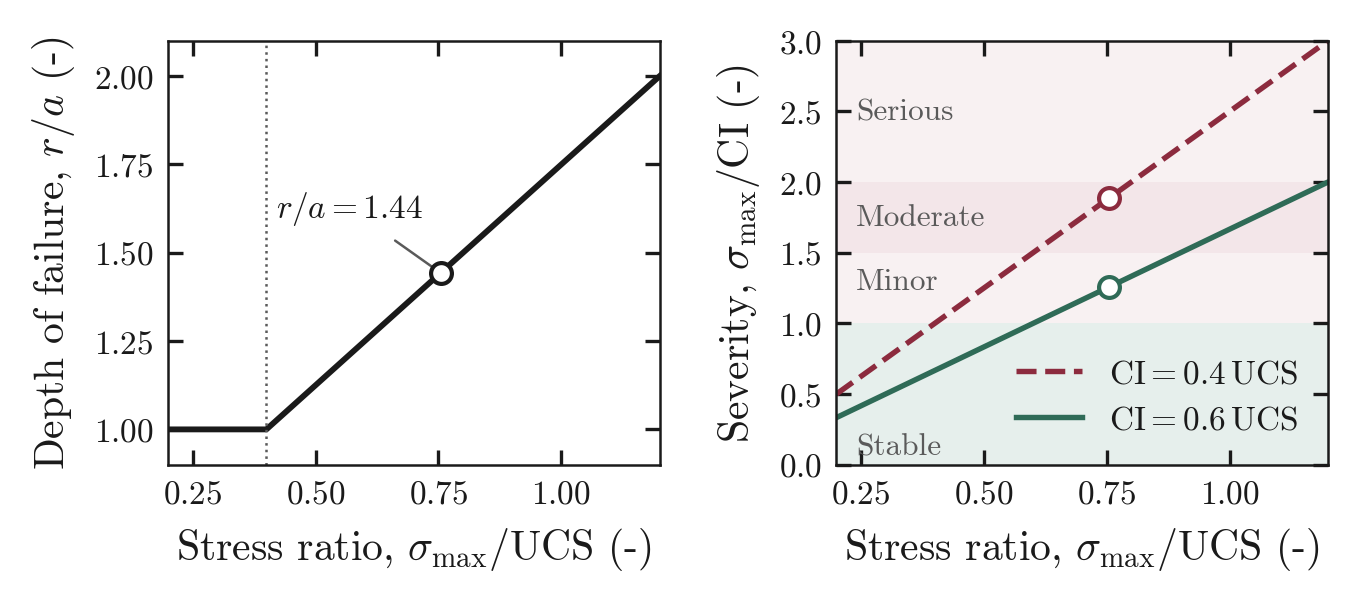 Depth of failure, r/a (-)
2.00
1.75
1.50
1.25
1.00
r/a = 1.44
0.25 0.50 0.75 1.00
Stress ratio, σmax/UCS (-)
Severity, σmax/CI (-)
3.0
2.5
2.0
1.5
1.0
0.5
0.0
Serious
Moderate
Minor
Stable
CI = 0.4 UCS
CI = 0.6 UCS
0.25 0.50 0.75 1.00
Stress ratio, σmax/UCS (-)